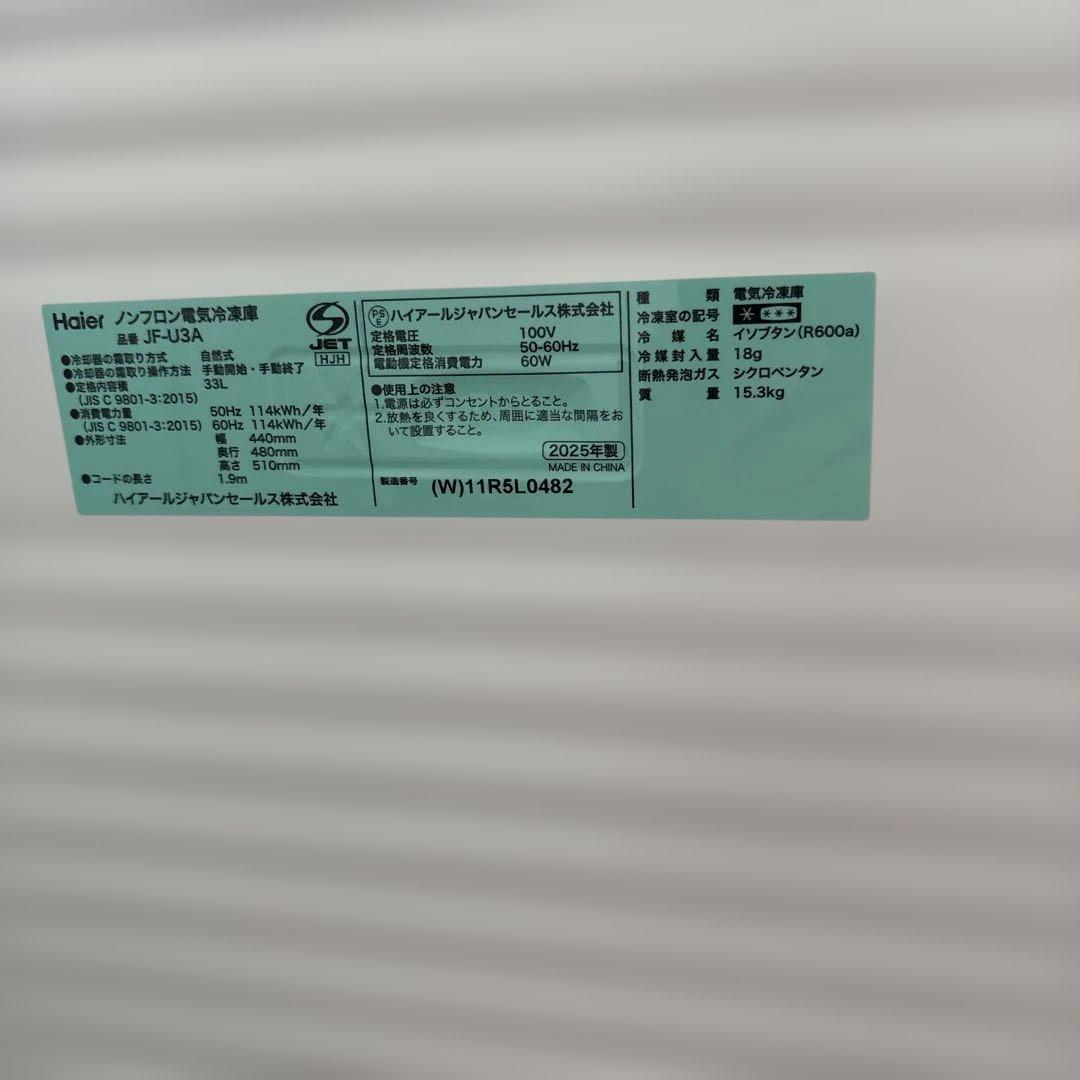 Haier ノンフロン電気冷凍庫
品番 JF-U3A
JET
HJH
●冷却器の霜取り方式 自然式
●冷却器の霜取り操作方法 手動開始・手動終了
●定格内容積 33L
(JIS C 9801-3:2015)
●消費電力量 50Hz 114kWh/年
(JIS C 9801-3:2015) 60Hz 114kWh/年
●外形寸法 幅 440mm
奥行 480mm
高さ 510mm
●コードの長さ 1.9m
ハイアールジャパンセールス株式会社
PSE ハイアールジャパンセールス株式会社
定格電圧 100V
定格周波数 50-60Hz
電動機定格消費電力 60W
●使用上の注意
1.電源は必ずコンセントからとること。
2.放熱を良くするため、周囲に適当な間隔をお
いて設置すること。
2025年製
MADE IN CHINA
製造番号 (W)11R5L0482
種類 電気冷凍庫
冷凍室の記号 * ***
冷媒名 イソブタン(R600a)
冷媒封入量 18g
断熱発泡ガス シクロペンタン
質量 15.3kg